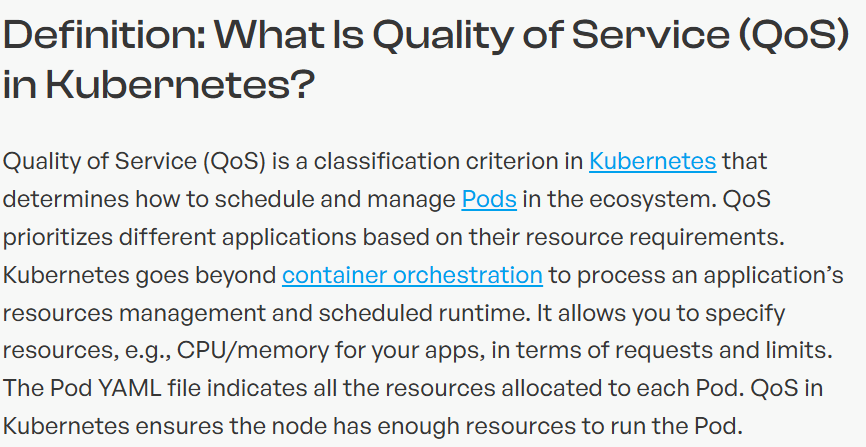 Definition: What Is Quality of Service (QoS)
in Kubernetes?
Quality of Service (QoS) is a classification criterion in Kubernetes that
determines how to schedule and manage Pods in the ecosystem. QoS
prioritizes different applications based on their resource requirements.
Kubernetes goes beyond container orchestration to process an application’s
resources management and scheduled runtime. It allows you to specify
resources, e.g., CPU/memory for your apps, in terms of requests and limits.
The Pod YAML file indicates all the resources allocated to each Pod. QoS in
Kubernetes ensures the node has enough resources to run the Pod.